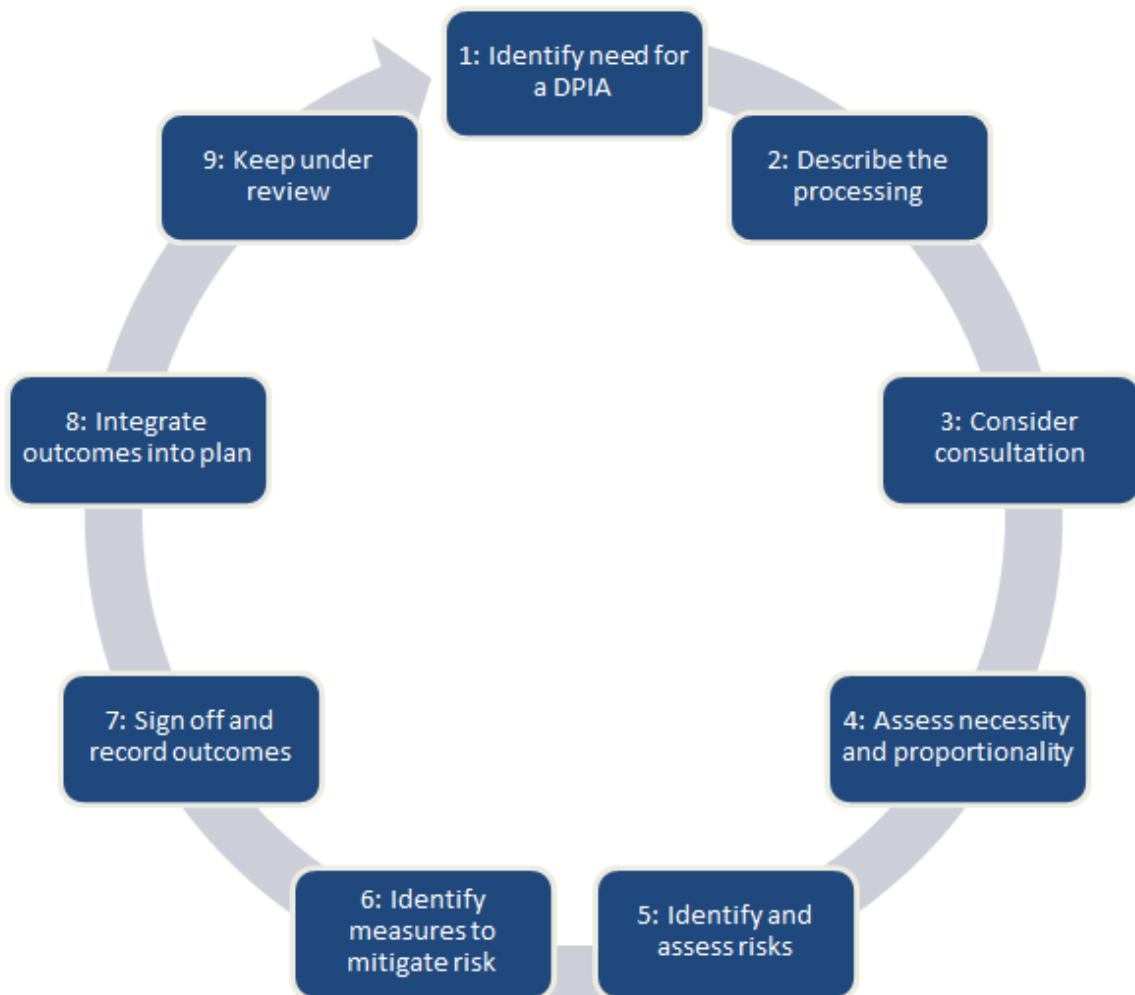 1: Identify need for
a DPIA
2: Describe the
processing
3: Consider
consultation
4: Assess necessity
and proportionality
5: Identify and
assess risks
6: Identify
measures to
mitigate risk
7: Sign off and
record outcomes
8: Integrate
outcomes into plan
9: Keep under
review